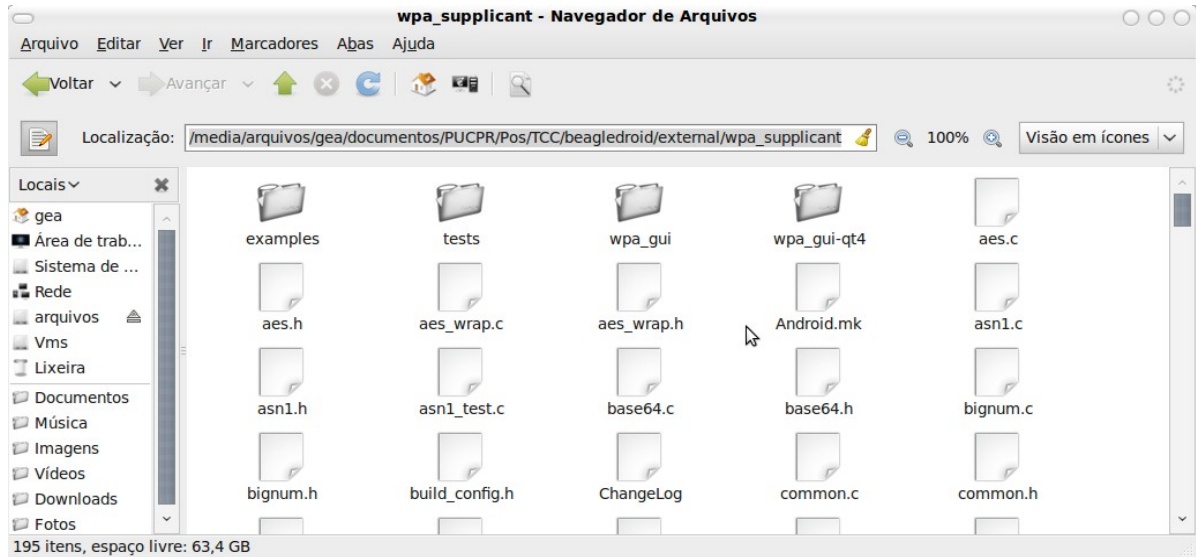 wpa_supplicant - Navegador de Arquivos
Arquivo Editar Ver Ir Marcadores Abas Ajuda
Voltar Avançar
Localização: /media/arquivos/gea/documentos/PUCPR/Pos/TCC/beagledroid/external/wpa_supplicant 100% Visão em ícones
Locais
gea
Área de trab...
Sistema de ...
Rede
arquivos
Vms
Lixeira
Documentos
Música
Imagens
Vídeos
Downloads
Fotos
examples tests wpa_gui wpa_gui-qt4 aes.c
aes.h aes_wrap.c aes_wrap.h Android.mk asn1.c
asn1.h asn1_test.c base64.c base64.h bignum.c
bignum.h build_config.h ChangeLog common.c common.h
195 itens, espaço livre: 63,4 GB